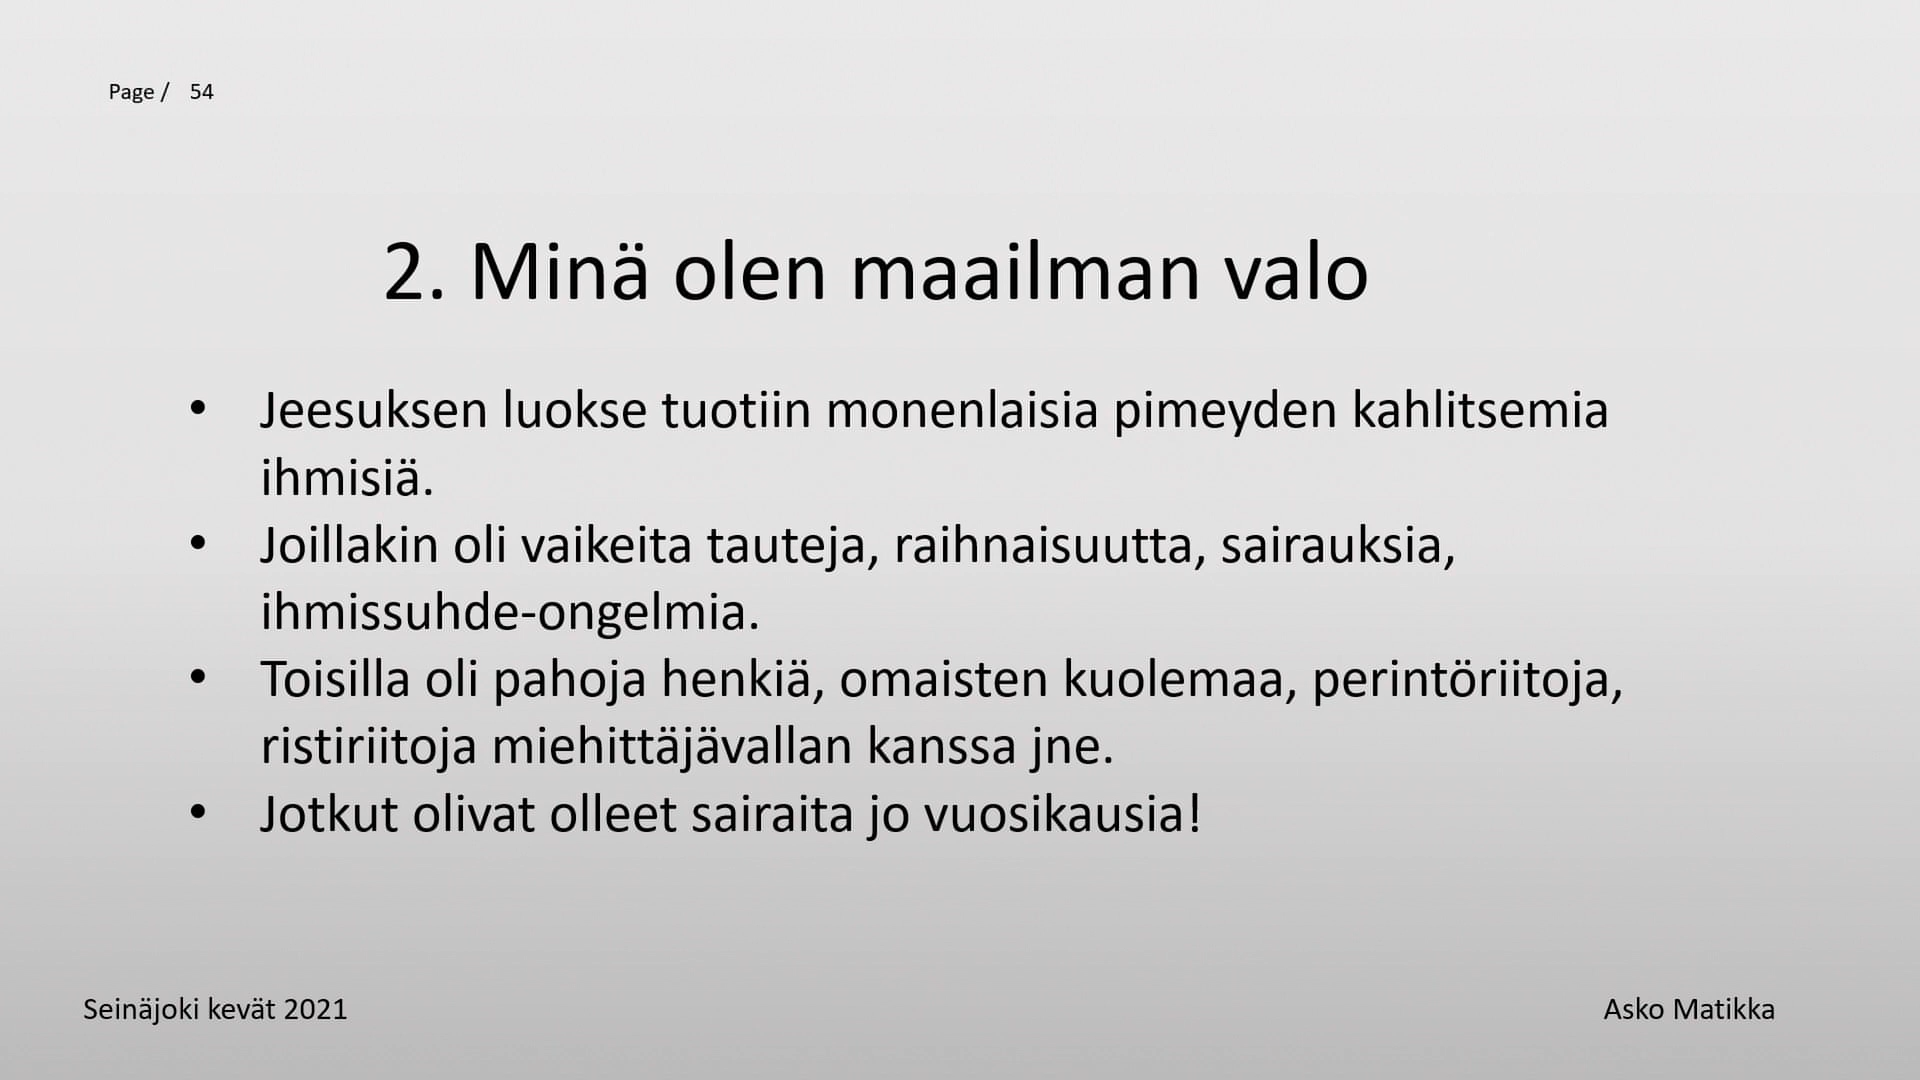 Page / 54
2. Minä olen maailman valo
• Jeesuksen luokse tuotiin monenlaisia pimeyden kahlitsemia
ihmisiä.
• Joillakin oli vaikeita tauteja, raihnaisuutta, sairauksia,
ihmissuhde-ongelmia.
• Toisilla oli pahoja henkiä, omaisten kuolemaa, perintöriitoja,
ristiriitoja miehittäjävallan kanssa jne.
• Jotkut olivat olleet sairaita jo vuosikausia!
Seinäjoki kevät 2021
Asko Matikka